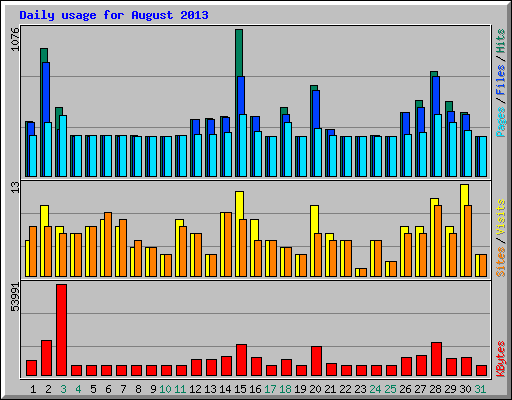 Daily usage for August 2013
1076
Pages / Files / Hits
13
Sites / Visits
53991
KBytes
1 2 3 4 5 6 7 8 9 10 11 12 13 14 15 16 17 18 19 20 21 22 23 24 25 26 27 28 29 30 31